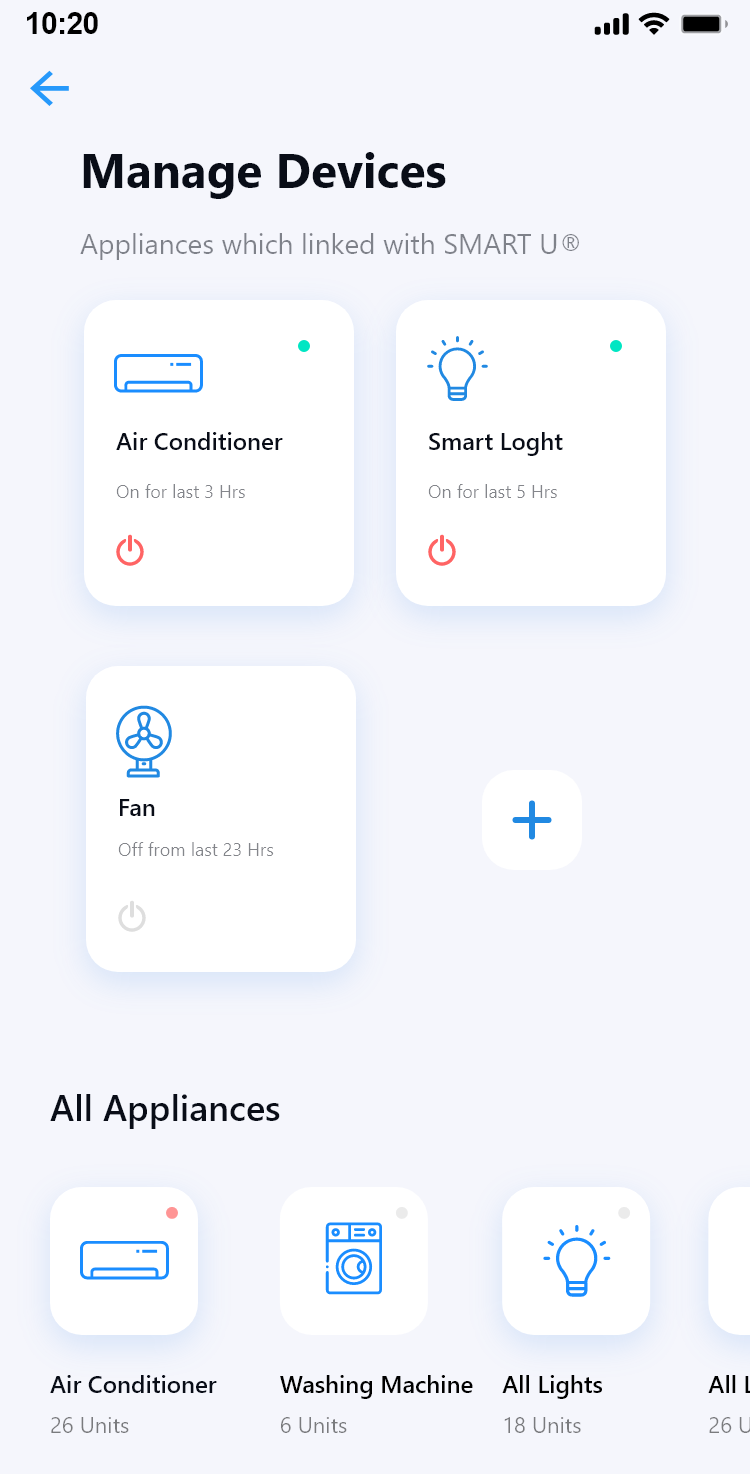 10:20
Manage Devices
Appliances which linked with SMART U®
Air Conditioner
On for last 3 Hrs
Smart Loght
On for last 5 Hrs
Fan
Off from last 23 Hrs
All Appliances
Air Conditioner
26 Units
Washing Machine
6 Units
All Lights
18 Units
All L
26 U